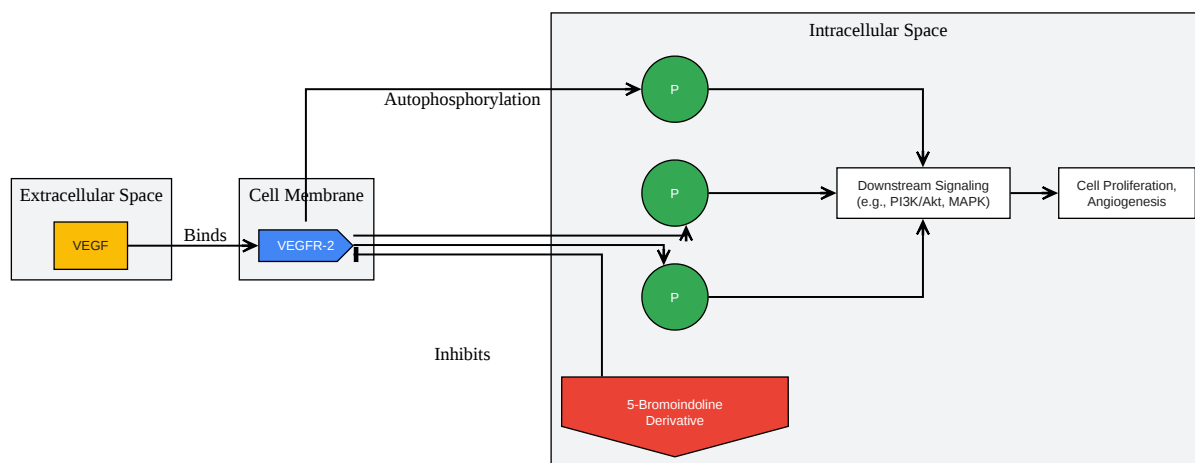 Intracellular Space
P
Autophosphorylation
Extracellular Space
Cell Membrane
P
Downstream Signaling
(e.g., PI3K/Akt, MAPK)
Cell Proliferation,
Angiogenesis
VEGF
Binds
VEGFR-2
P
Inhibits
5-Bromoindoline
Derivative